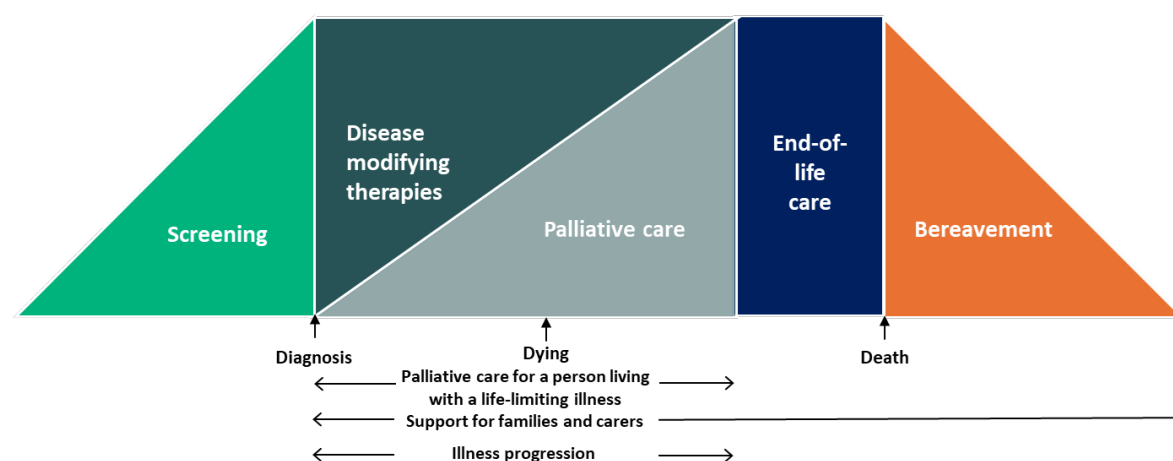 Disease
modifying
therapies
End-of-
life
care
Screening
Palliative care
Bereavement
Diagnosis
Dying
Death
Palliative care for a person living
with a life-limiting illness
Support for families and carers
Illness progression